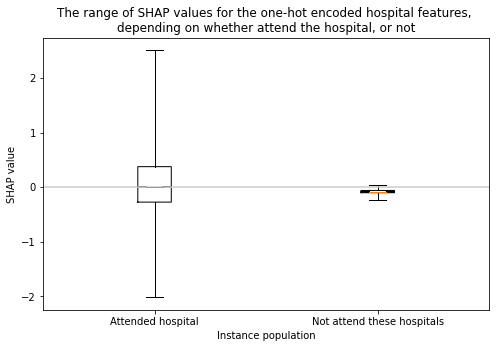 The range of SHAP values for the one-hot encoded hospital features,
depending on whether attend the hospital, or not
SHAP value
2
1
0
−1
−2
Attended hospital
Not attend these hospitals
Instance population